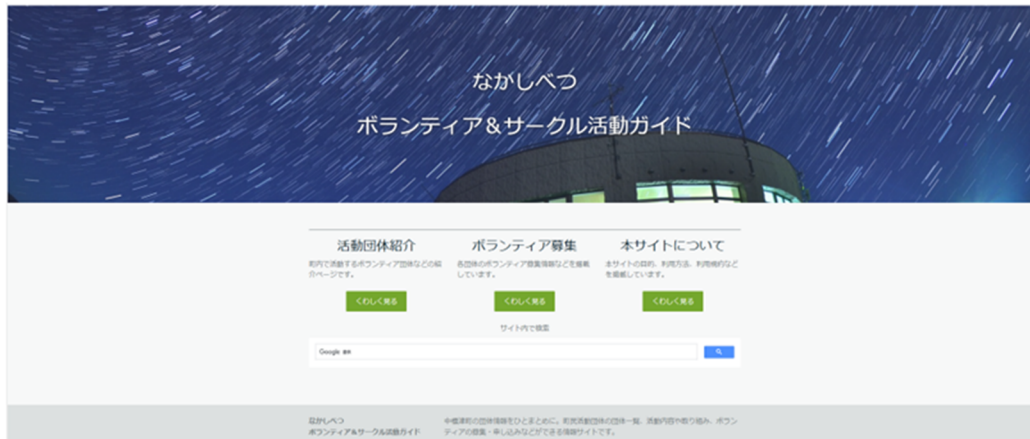 なかしべつ
ボランティア&サークル活動ガイド
活動団体紹介
ボランティア募集
本サイトについて
町内で活動するボランティア団体などの紹
介ページです。
各団体のボランティア募集情報などを掲載
しています。
本サイトの目的、利用方法、利用規約など
を掲載しています。
くわしく見る
くわしく見る
くわしく見る
サイト内で検索
Google 検索
なかしべつ
ボランティア&サークル活動ガイド
中標津町の団体情報をひとまとめに。町民活動団体の団体一覧、活動内容や取り組み、ボラン
ティアの募集・申し込みなどができる情報サイトです。